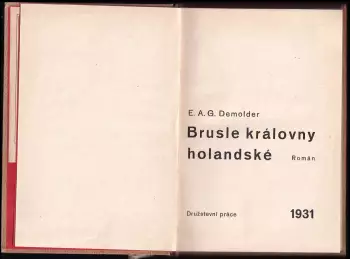 E. A. G. Demolder
Brusle královny
holandské Román
Družstevní práce 1931